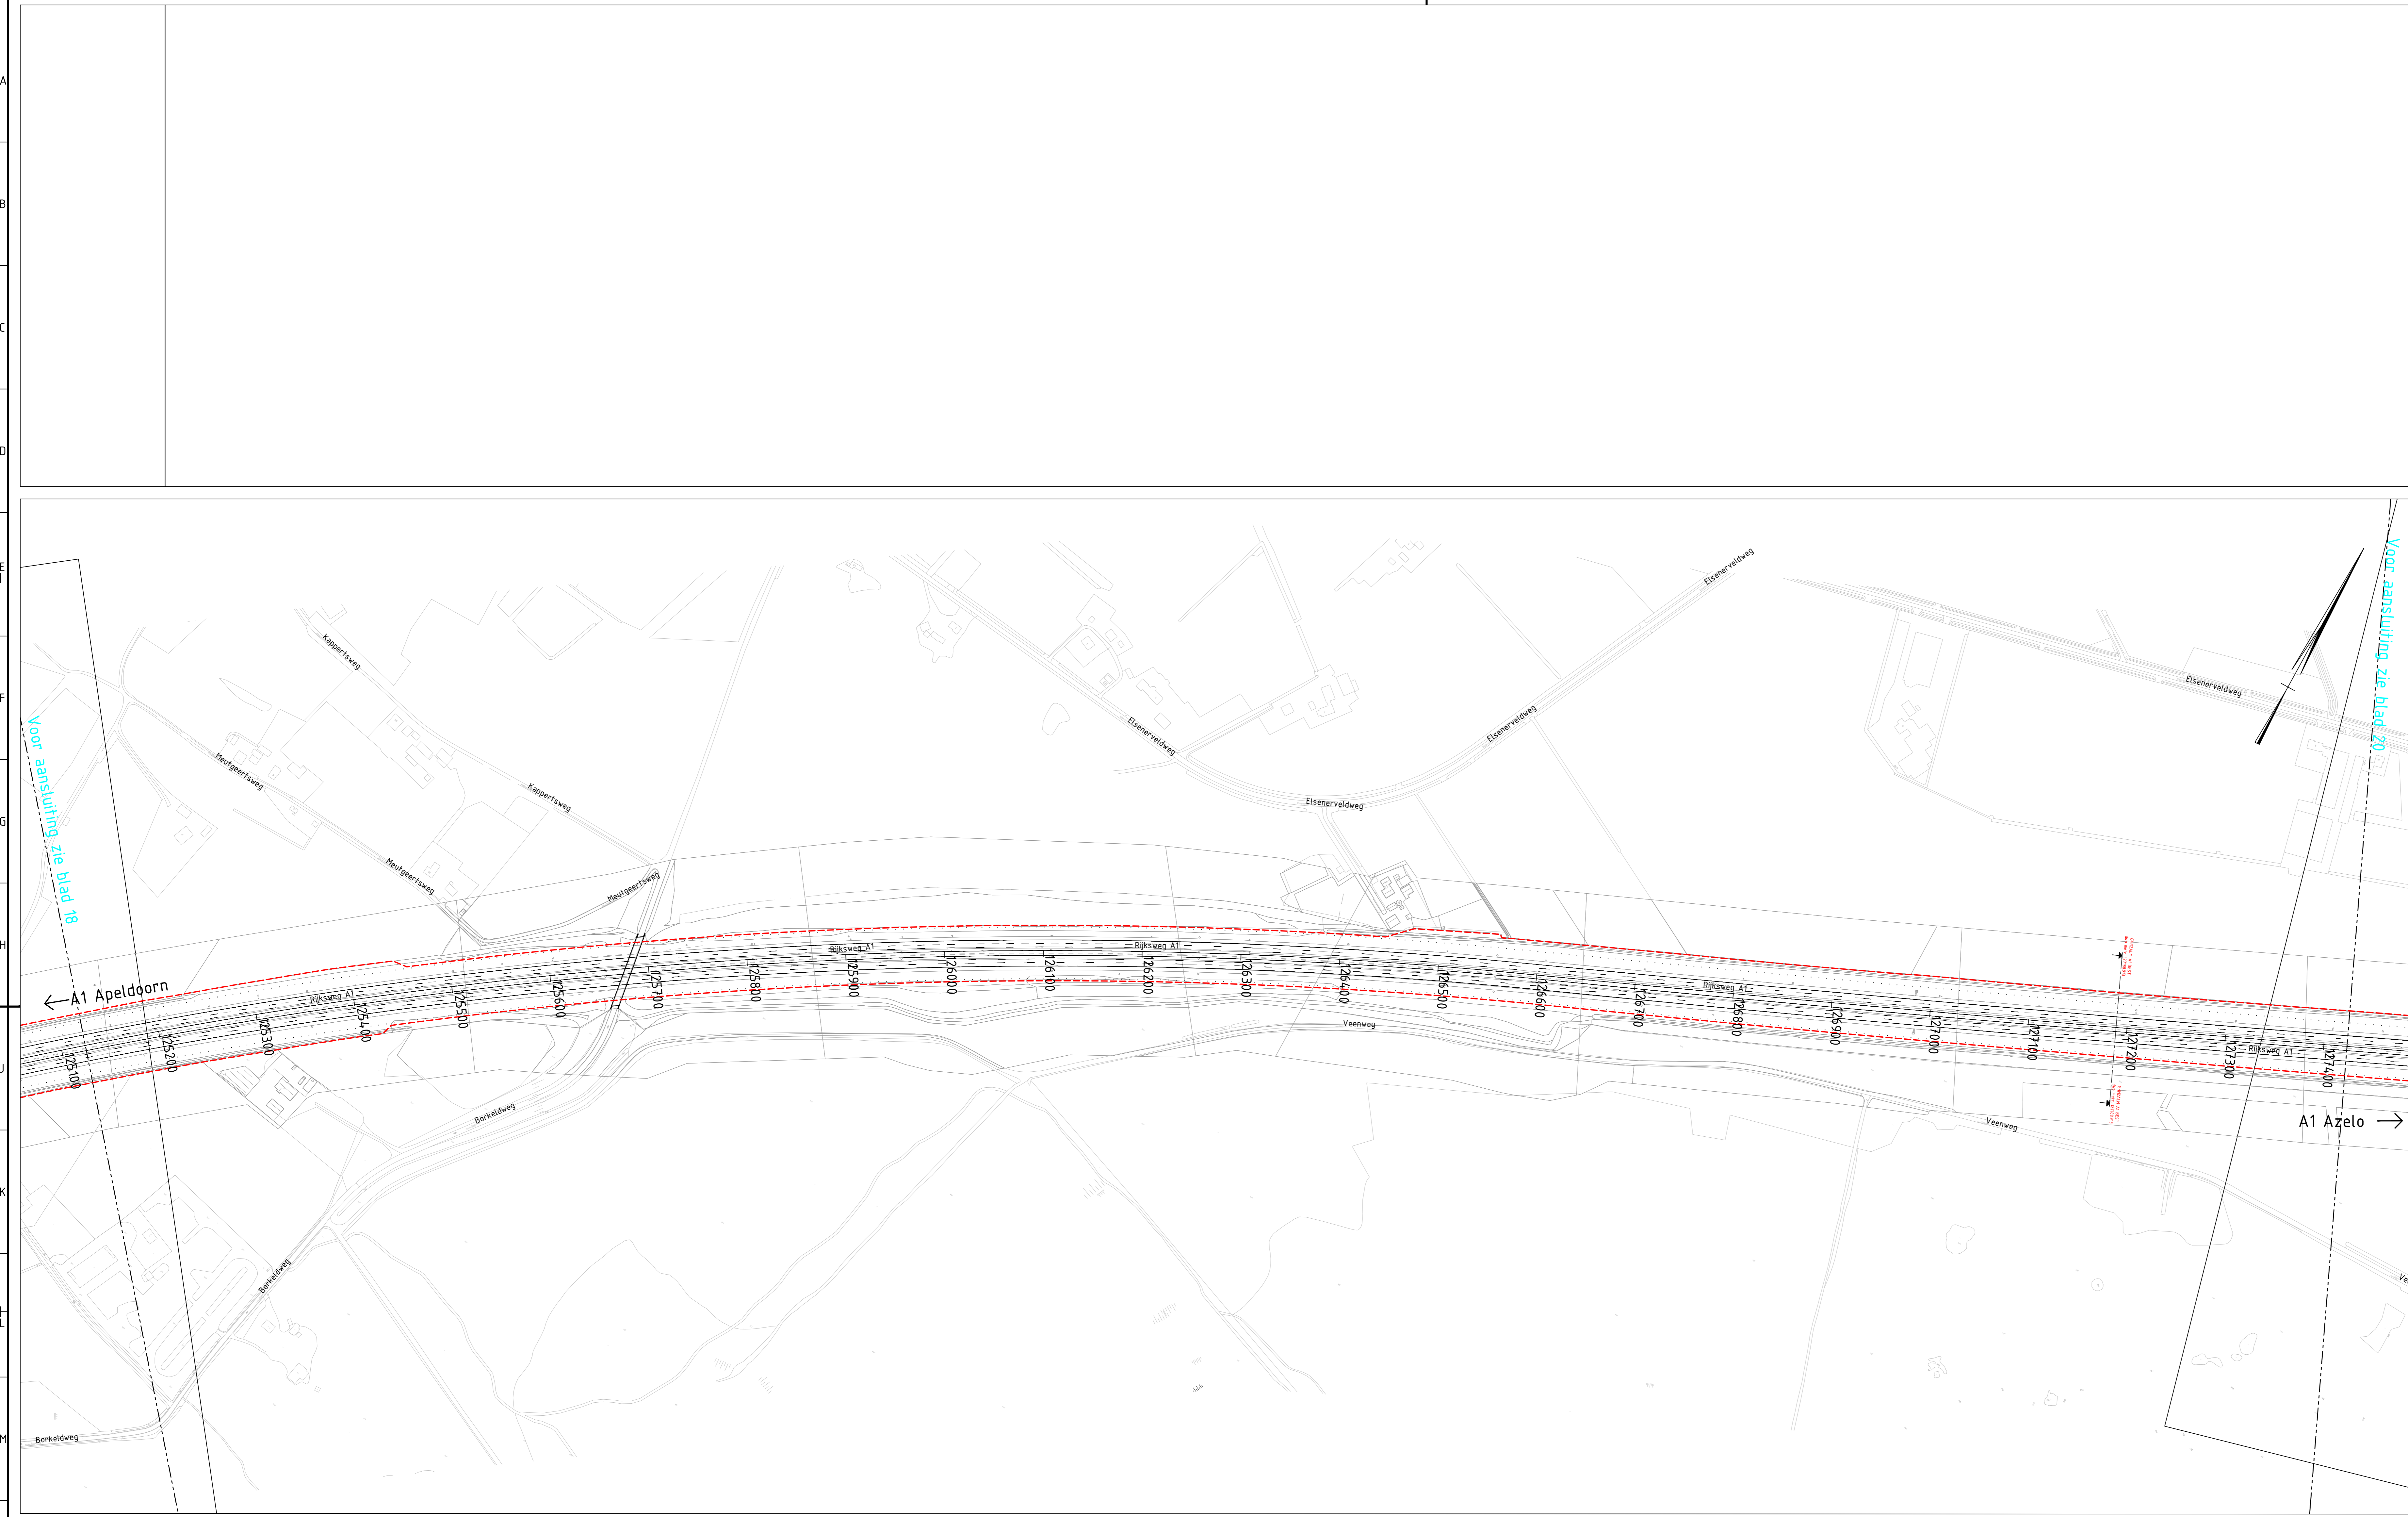 A
B
C
D
E
F
G
H
J
K
L
M
Elsenerveldweg
Kappertsweg
Elsenerveldweg
Voor aansluiting zie blad 20
Elsenerveldweg
Elsenerveldweg
Meutgeertsweg
Kappertsweg
Elsenerveldweg
Voor aansluiting zie blad 18
Meutgeertsweg
Meutgeertsweg
Rijksweg A1
Rijksweg A1
A1 Apeldoorn
Rijksweg A1
Rijksweg A1
Rijksweg A1
125100
125200
125300
125400
125500
125600
125700
125800
125900
126000
126100
126200
126300
126400
126500
126600
126700
126800
126900
127000
127100
127200
127300
127400
Veenweg
Borkeldweg
Veenweg
A1 Azelo
Borkeldweg
Borkeldweg